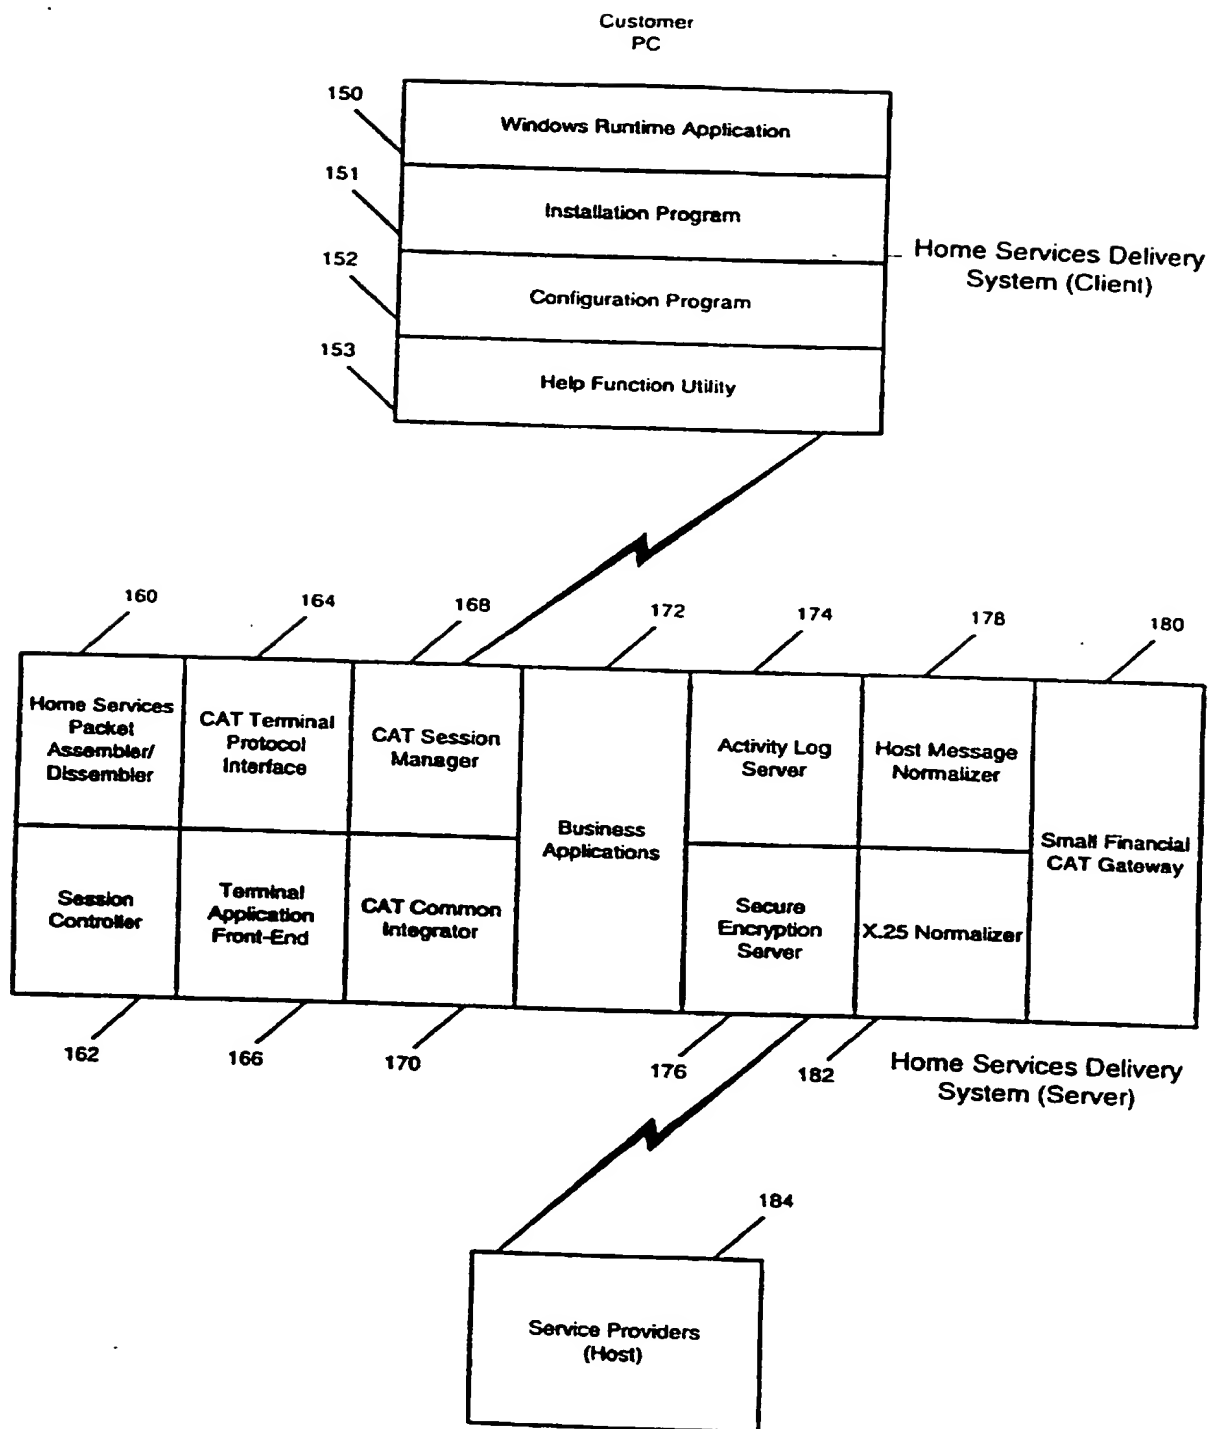 Customer
PC
150
Windows Runtime Application
151
Installation Program
Home Services Delivery
System (Client)
152
Configuration Program
153
Help Function Utility
160
164
168
172
174
178
180
Home Services
Packet
Assembler/
Dissembler
CAT Terminal
Protocol
Interface
CAT Session
Manager
Business
Applications
Activity Log
Server
Host Message
Normalizer
Small Financial
CAT Gateway
Session
Controller
Terminal
Application
Front-End
CAT Common
Integrator
Secure
Encryption
Server
X.25 Normalizer
162
166
170
176
182
Home Services Delivery
System (Server)
184
Service Providers
(Host)